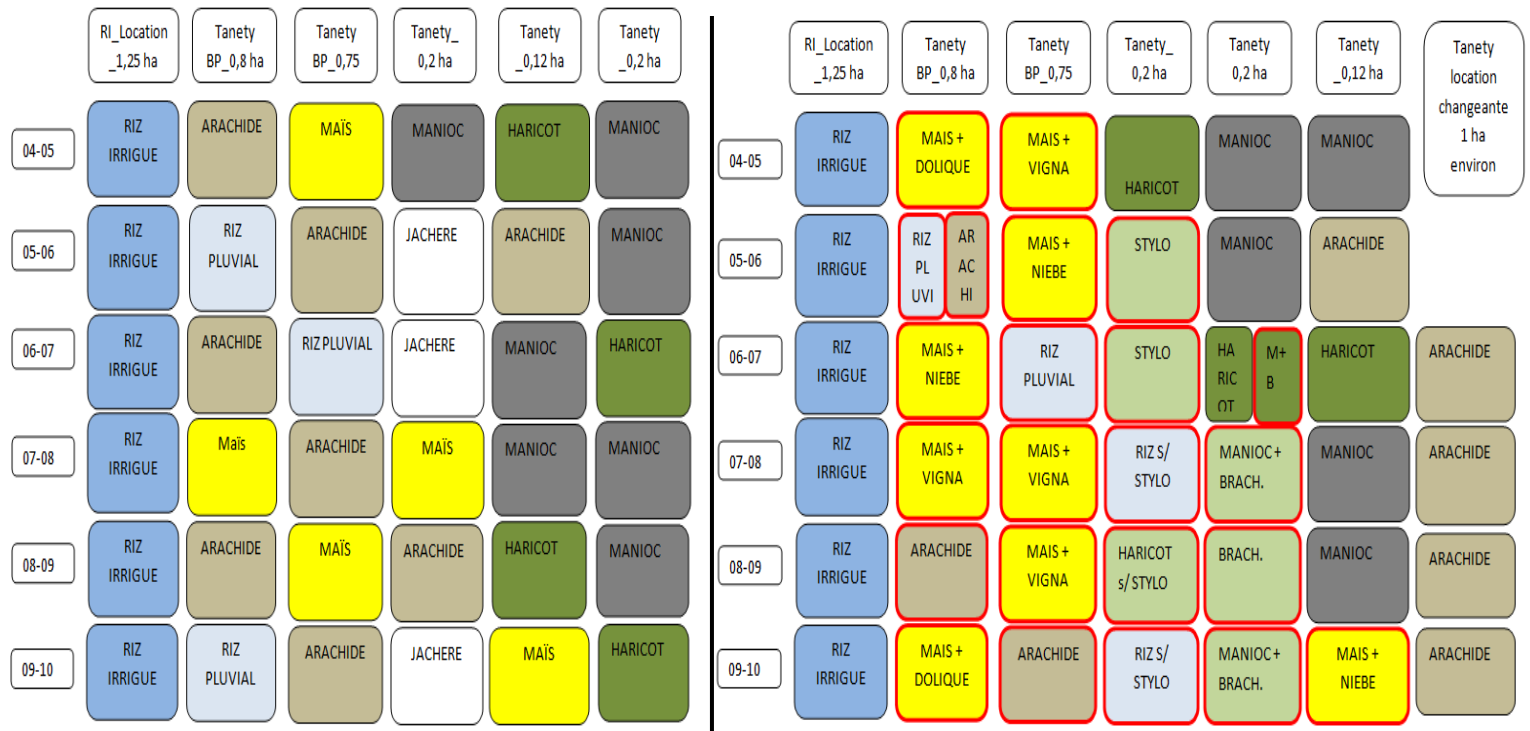 RI_Location
_1,25 ha
Tanety
BP_0,8 ha
Tanety
BP_0,75
Tanety_
0,2 ha
Tanety
_0,12 ha
Tanety
_0,2 ha
04-05
RIZ
IRRIGUE
ARACHIDE
MAÏS
MANIOC
HARICOT
MANIOC
05-06
RIZ
IRRIGUE
RIZ
PLUVIAL
ARACHIDE
JACHERE
ARACHIDE
MANIOC
06-07
RIZ
IRRIGUE
ARACHIDE
RIZ PLUVIAL
JACHERE
MANIOC
HARICOT
07-08
RIZ
IRRIGUE
Maïs
ARACHIDE
MAÏS
MANIOC
MANIOC
08-09
RIZ
IRRIGUE
ARACHIDE
MAÏS
ARACHIDE
HARICOT
MANIOC
09-10
RIZ
IRRIGUE
RIZ
PLUVIAL
ARACHIDE
JACHERE
MAÏS
HARICOT
RI_Location
_1,25 ha
Tanety
BP_0,8 ha
Tanety
BP_0,75
Tanety_
0,2 ha
Tanety
0,2 ha
Tanety
_0,12 ha
Tanety
location
changeante
1 ha
environ
04-05
RIZ
IRRIGUE
MAIS +
DOLIQUE
MAIS +
VIGNA
HARICOT
MANIOC
MANIOC
05-06
RIZ
IRRIGUE
RIZ
PL
UVI
AR
AC
HI
MAIS +
NIEBE
STYLO
MANIOC
ARACHIDE
06-07
RIZ
IRRIGUE
MAIS +
NIEBE
RIZ
PLUVIAL
STYLO
HA
RIC
OT
M+
B
HARICOT
ARACHIDE
07-08
RIZ
IRRIGUE
MAIS +
VIGNA
MAIS +
VIGNA
RIZ S/
STYLO
MANIOC +
BRACH.
MANIOC
ARACHIDE
08-09
RIZ
IRRIGUE
ARACHIDE
MAIS +
VIGNA
HARICOT
s/ STYLO
BRACH.
MANIOC
ARACHIDE
09-10
RIZ
IRRIGUE
MAIS +
DOLIQUE
ARACHIDE
RIZ S/
STYLO
MANIOC +
BRACH.
MAIS +
NIEBE
ARACHIDE